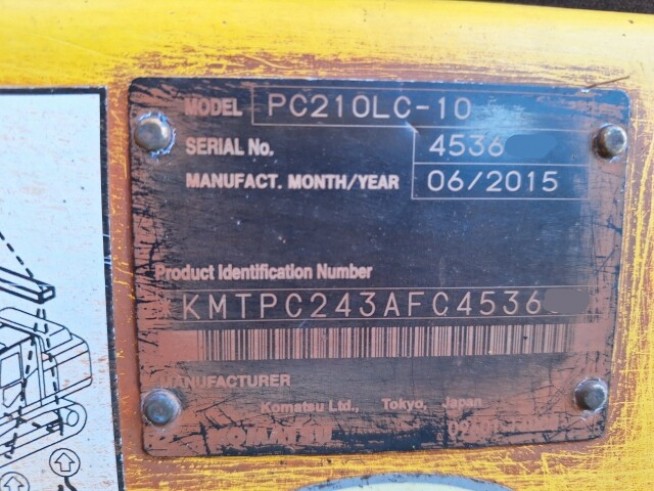 MODEL PC210LC-10
SERIAL No. 4536
MANUFACT. MONTH/YEAR 06/2015
Product Identification Number
KMTPC243AFC4536
MANUFACTURER
Komatsu Ltd., Tokyo, Japan
KOMATSU